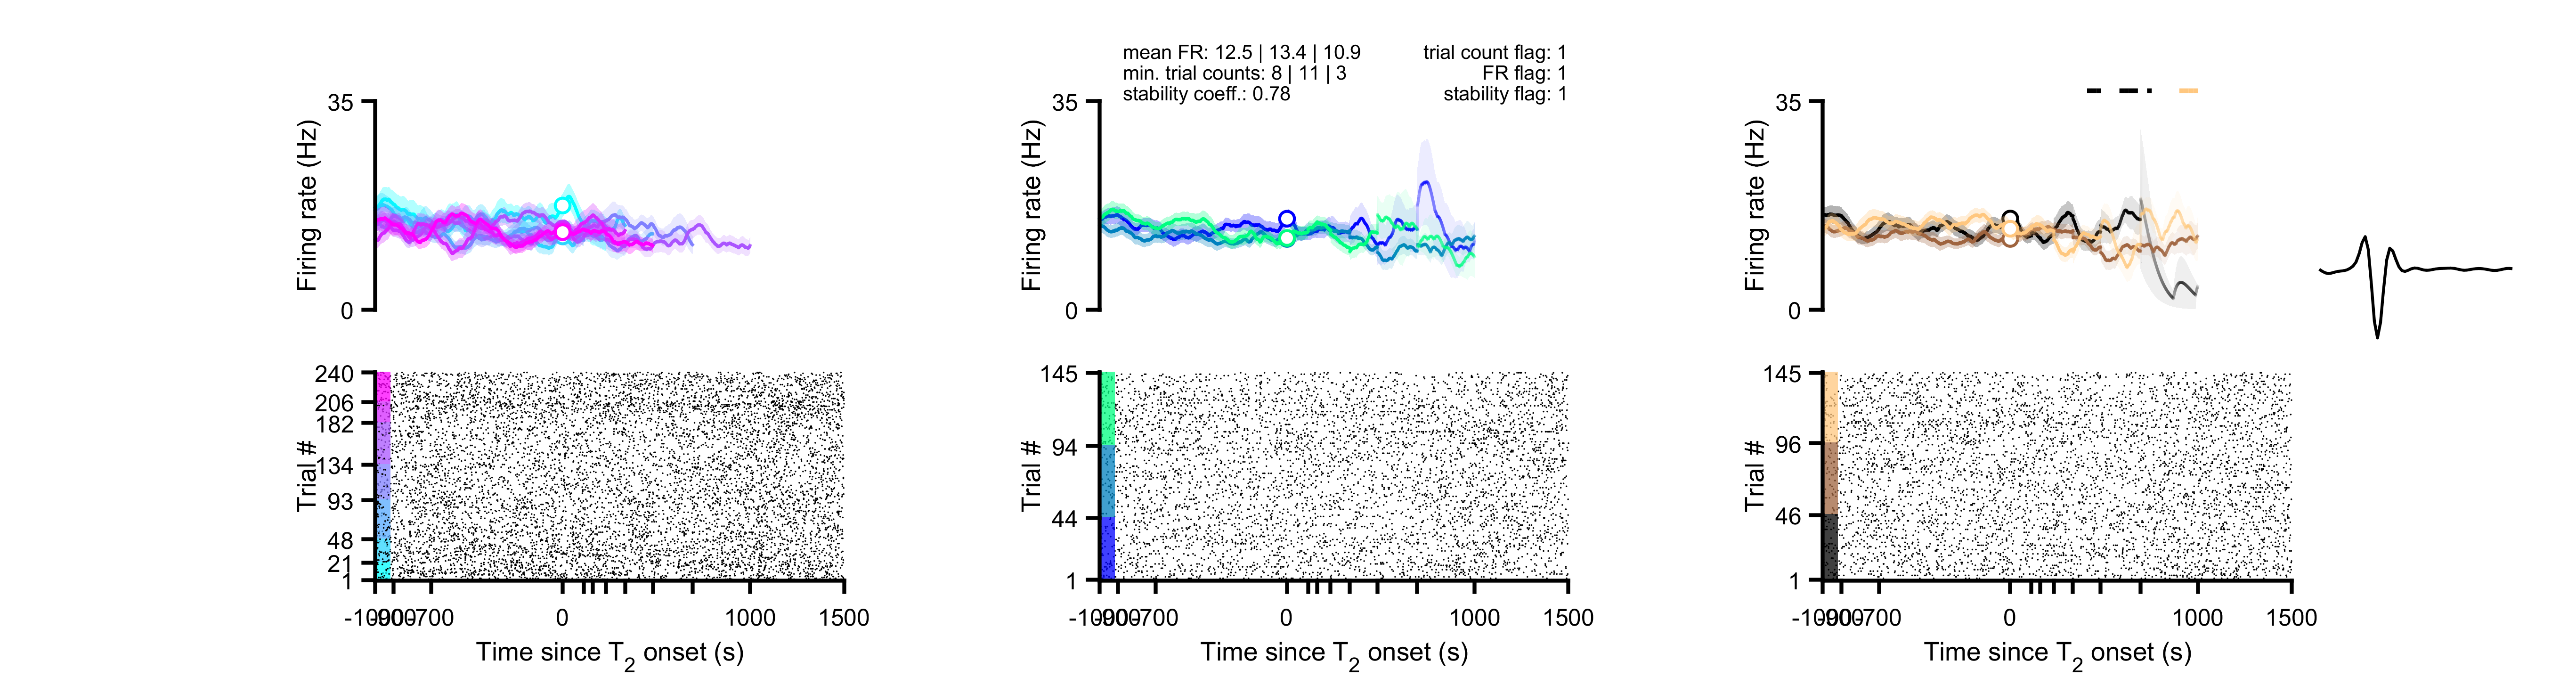 mean FR: 12.5 | 13.4 | 10.9
min. trial counts: 8 | 11 | 3
stability coeff.: 0.78
trial count flag: 1
FR flag: 1
stability flag: 1
35
Firing rate (Hz)
0
35
Firing rate (Hz)
0
35
Firing rate (Hz)
0
240
206
182
134
93
48
21
1
Trial #
0
1000
1500
Time since T2 onset (s)
145
94
44
1
Trial #
0
1000
1500
Time since T2 onset (s)
145
96
46
1
Trial #
0
1000
1500
Time since T2 onset (s)